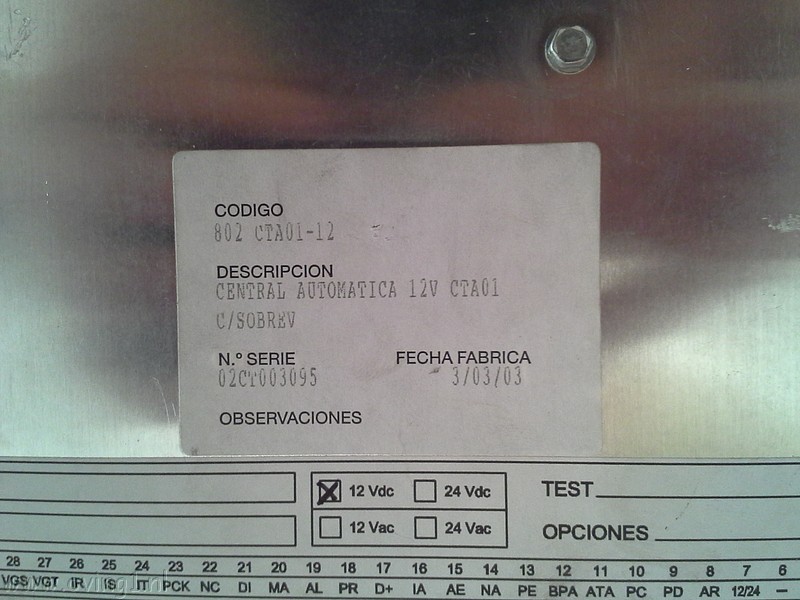 CODIGO
802 CTA01-12
DESCRIPCION
CENTRAL AUTOMATICA 12V CTA01
C/SOBREV
N.º SERIE FECHA FABRICA
02CT003095 3/03/03
OBSERVACIONES
12 Vdc 24 Vdc TEST
12 Vac 24 Vac OPCIONES
28 27 26 25 24 23 22 21 20 19 18 17 16 15 14 13 12 11 10 9 8 7 6
VGS VGT IR IS IT PCK NC DI MA AL PR D+ IA AE NA PE BPA ATA PC PD AR 12/24 –